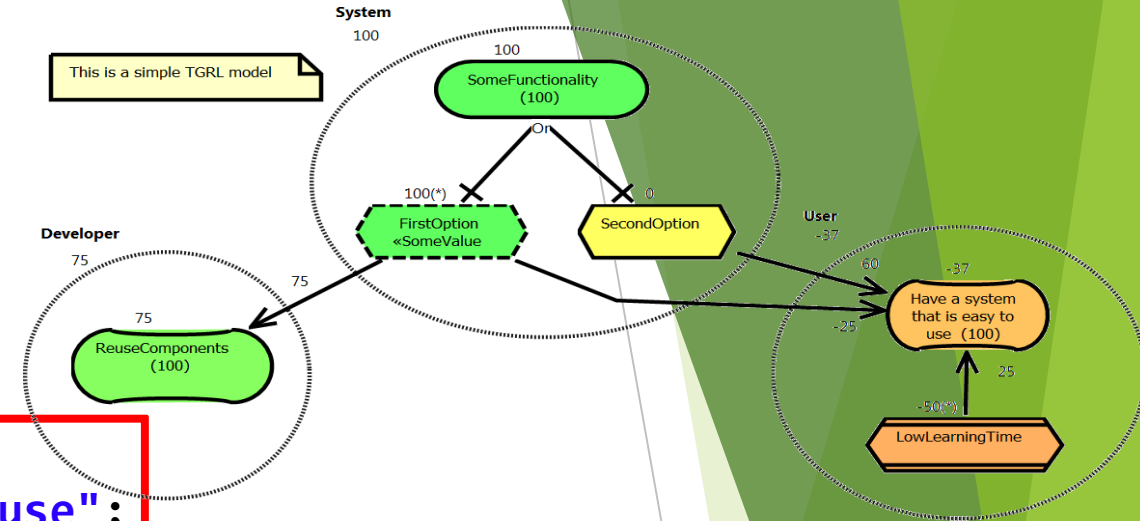 System
100
This is a simple TGRL model
100
SomeFunctionality
(100)
Or
100(*)
0
FirstOption
«SomeValue
SecondOption
User
-37
Developer
75
75
60
-37
Have a system
that is easy to
use (100)
-25
75
ReuseComponents
(100)
25
-50(*)
LowLearningTime
use":